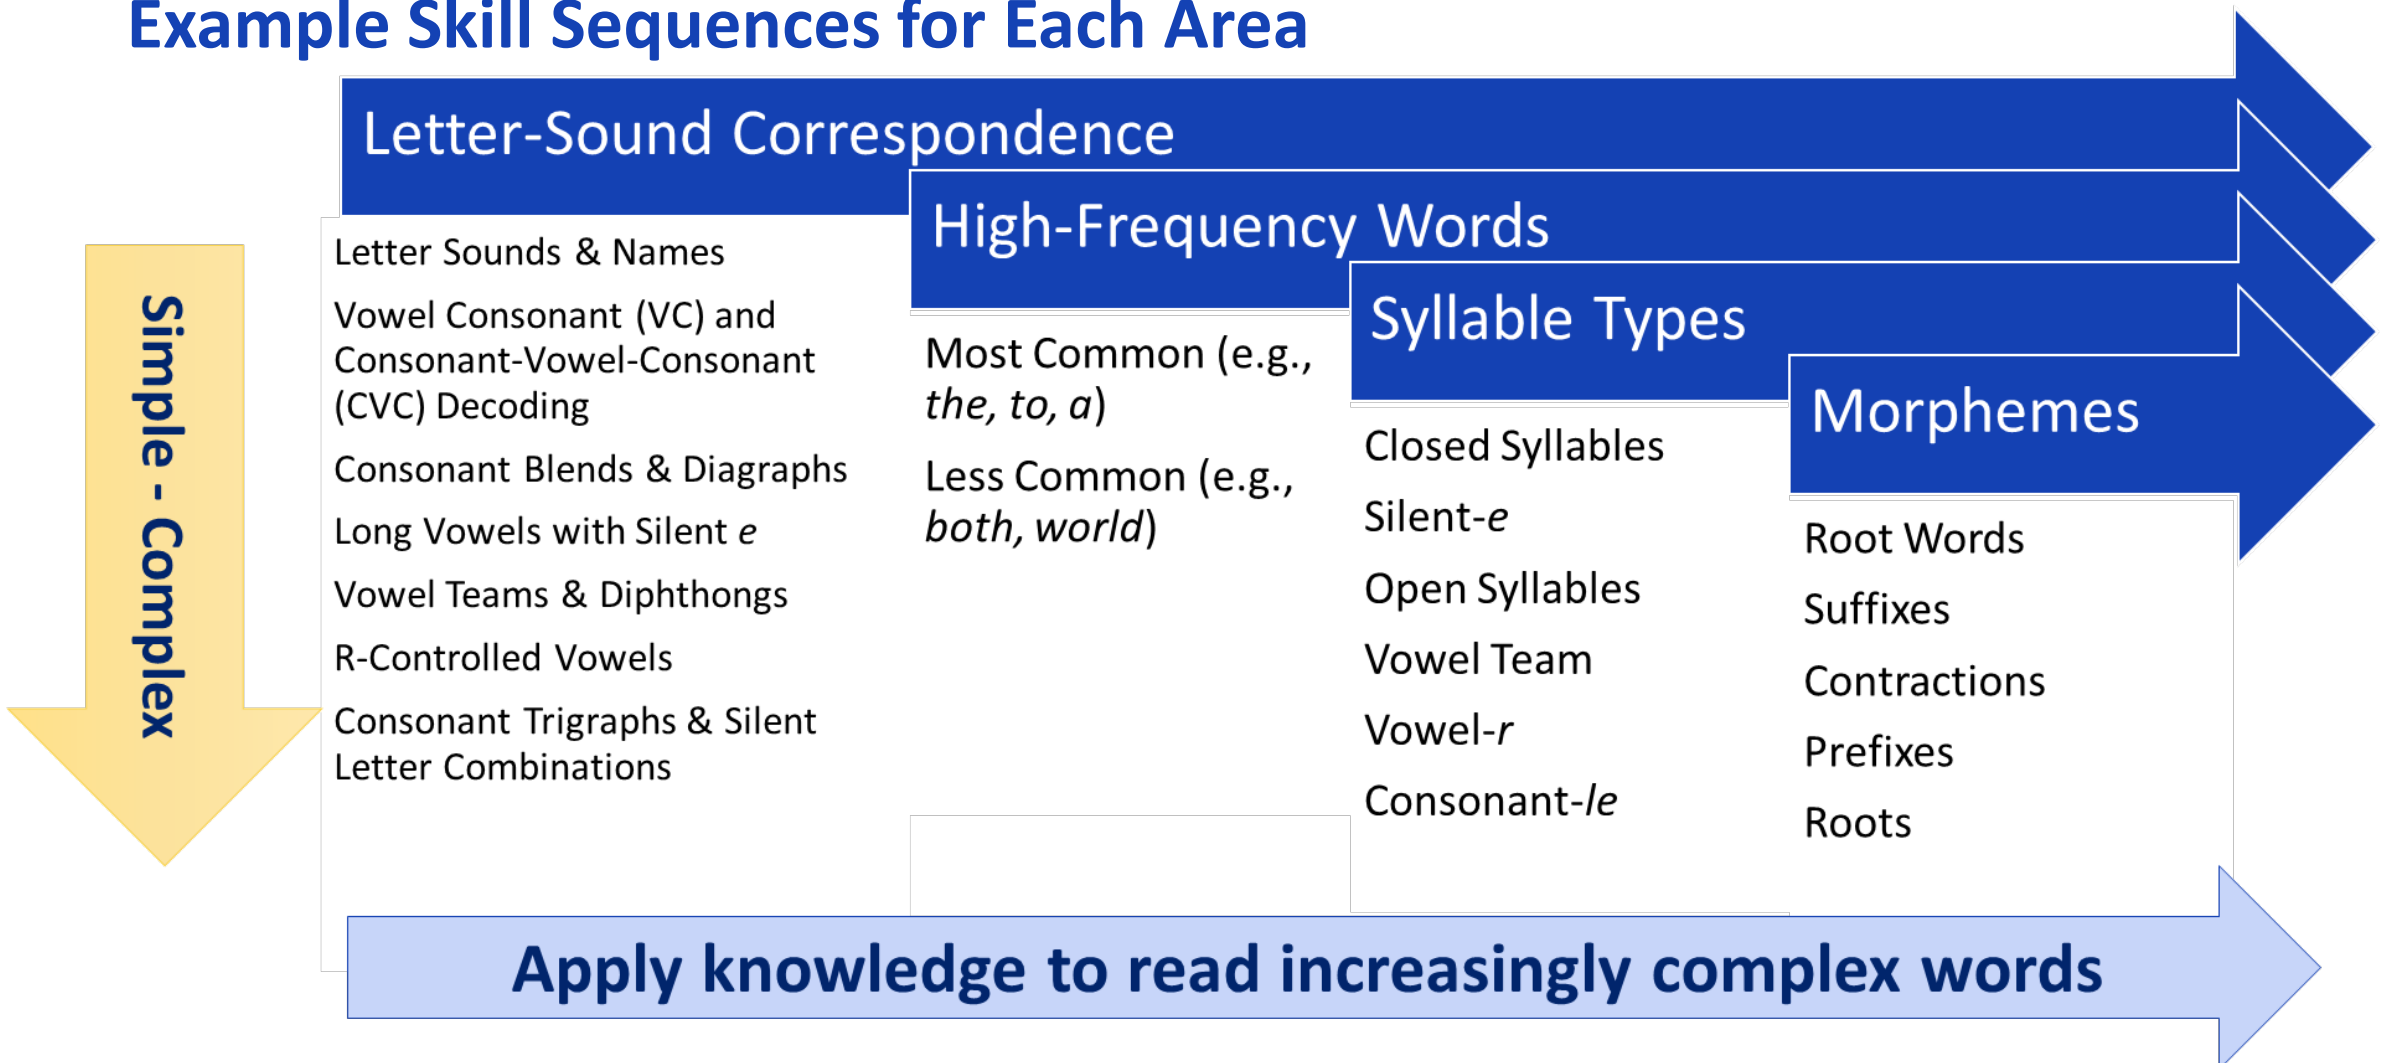 Example Skill Sequences for Each Area
Letter-Sound Correspondence
Letter Sounds & Names
Vowel Consonant (VC) and
Consonant-Vowel-Consonant
(CVC) Decoding
Consonant Blends & Diagraphs
Long Vowels with Silent e
Vowel Teams & Diphthongs
R-Controlled Vowels
Consonant Trigraphs & Silent
Letter Combinations
High-Frequency Words
Most Common (e.g.,
the, to, a)
Less Common (e.g.,
both, world)
Syllable Types
Closed Syllables
Silent-e
Open Syllables
Vowel Team
Vowel-r
Consonant-le
Morphemes
Root Words
Suffixes
Contractions
Prefixes
Roots
Simple - Complex
Apply knowledge to read increasingly complex words